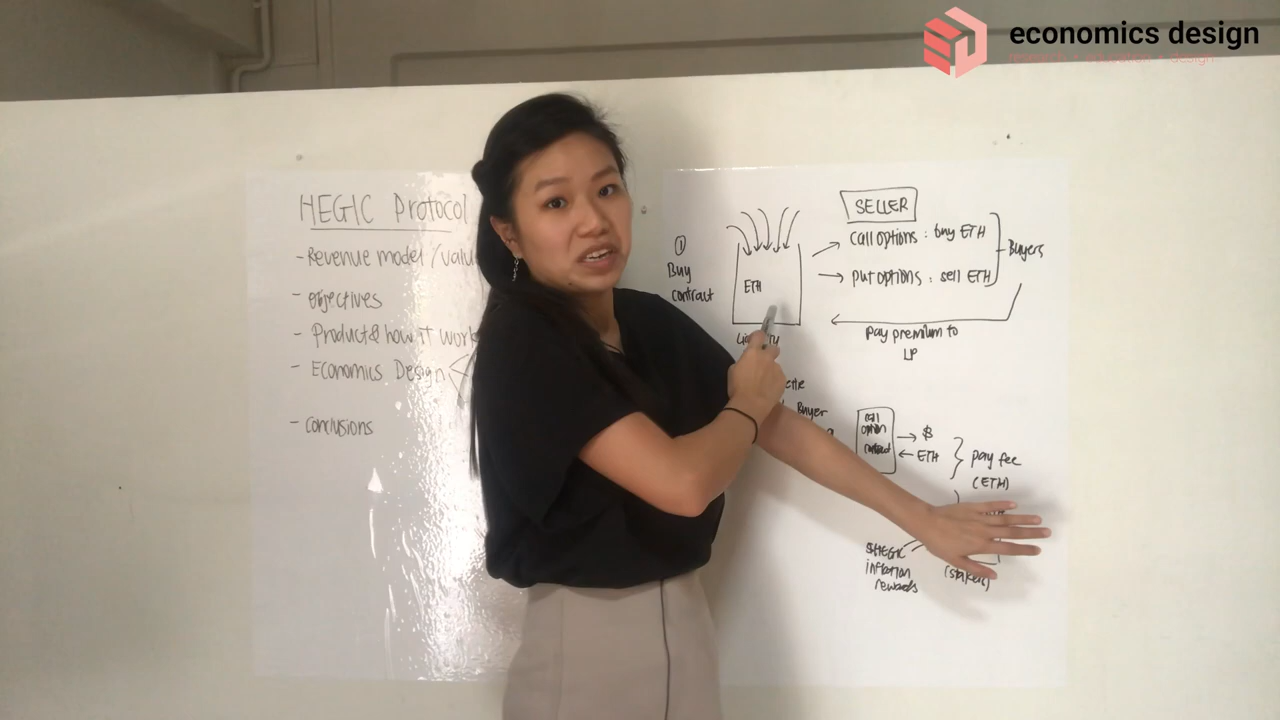 economics design
HEGIC Protocol
- Revenue model / valu
- objectives
- Product & how IT work
- Economics Design
- conclusions
①
Buy
contract
ETH
SELLER
call options : buy ETH
put options : sell ETH
Buyers
pay premium to
LP
Buyer
call
option
contract
→ $
← ETH
pay fee
(ETH)
inflation
rewards
(stakers)